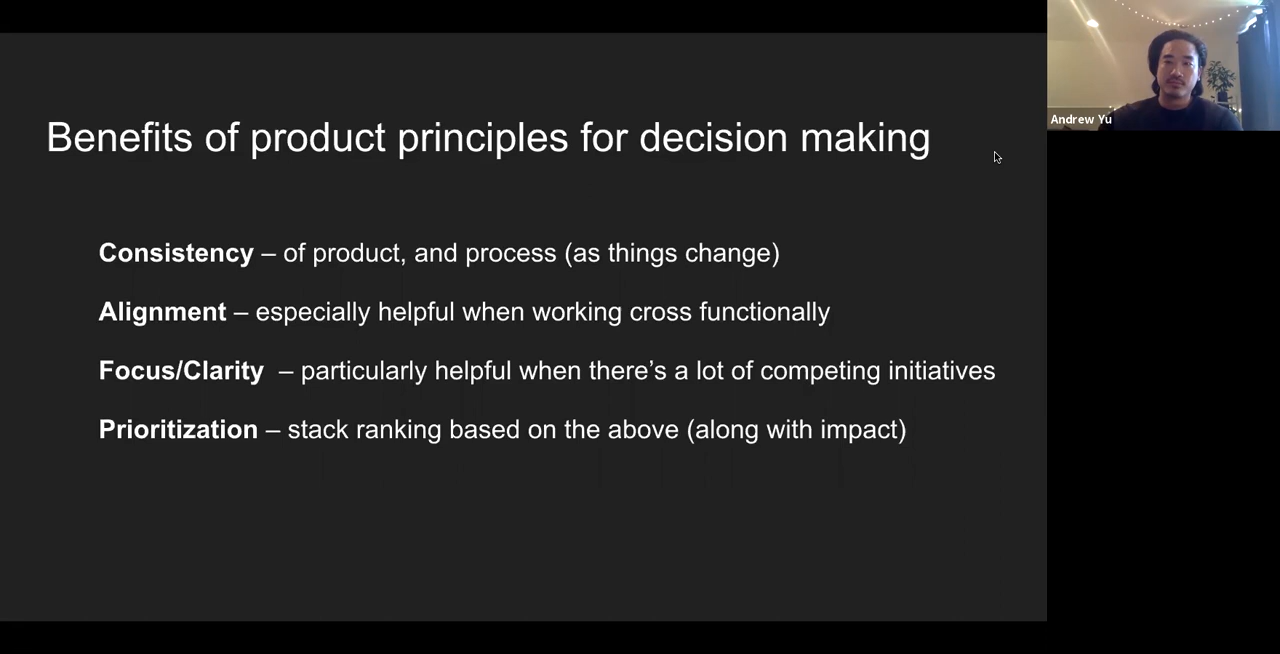 Benefits of product principles for decision making
Consistency – of product, and process (as things change)
Alignment – especially helpful when working cross functionally
Focus/Clarity – particularly helpful when there’s a lot of competing initiatives
Prioritization – stack ranking based on the above (along with impact)
Andrew Yu